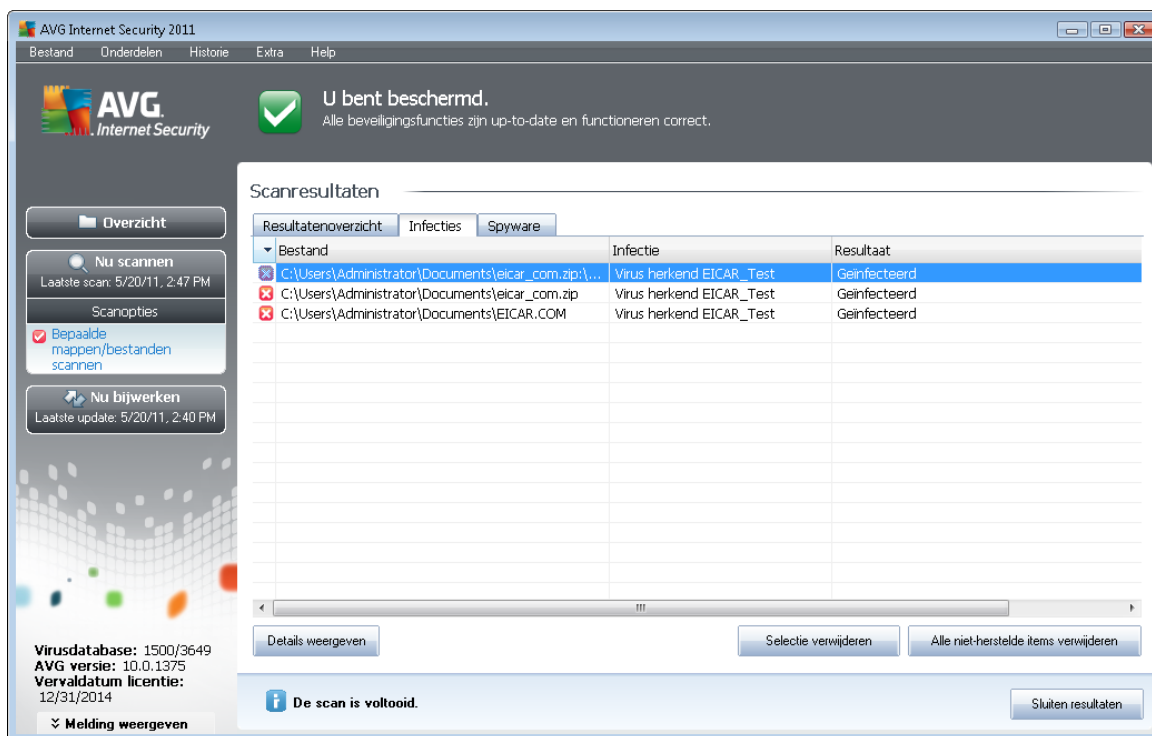 AVG Internet Security 2011
Bestand Onderdelen Historie Extra Help
AVG.
Internet Security
U bent beschermd.
Alle beveiligingsfuncties zijn up-to-date en functioneren correct.
Overzicht
Nu scannen
Laatste scan: 5/20/11, 2:47 PM
Scanopties
Bepaalde
mappen/bestanden
scannen
Nu bijwerken
Laatste update: 5/20/11, 2:40 PM
Virusdatabase: 1500/3649
AVG versie: 10.0.1375
Vervaldatum licentie:
12/31/2014
Melding weergeven
Scanresultaten
Resultatenoverzicht Infecties Spyware
Bestand Infectie Resultaat
C:\Users\Administrator\Documents\eicar_com.zip:\... Virus herkend EICAR_Test Geïnfecteerd
C:\Users\Administrator\Documents\eicar_com.zip Virus herkend EICAR_Test Geïnfecteerd
C:\Users\Administrator\Documents\EICAR.COM Virus herkend EICAR_Test Geïnfecteerd
Details weergeven Selectie verwijderen Alle niet-herstelde items verwijderen
De scan is voltooid.
Sluiten resultaten